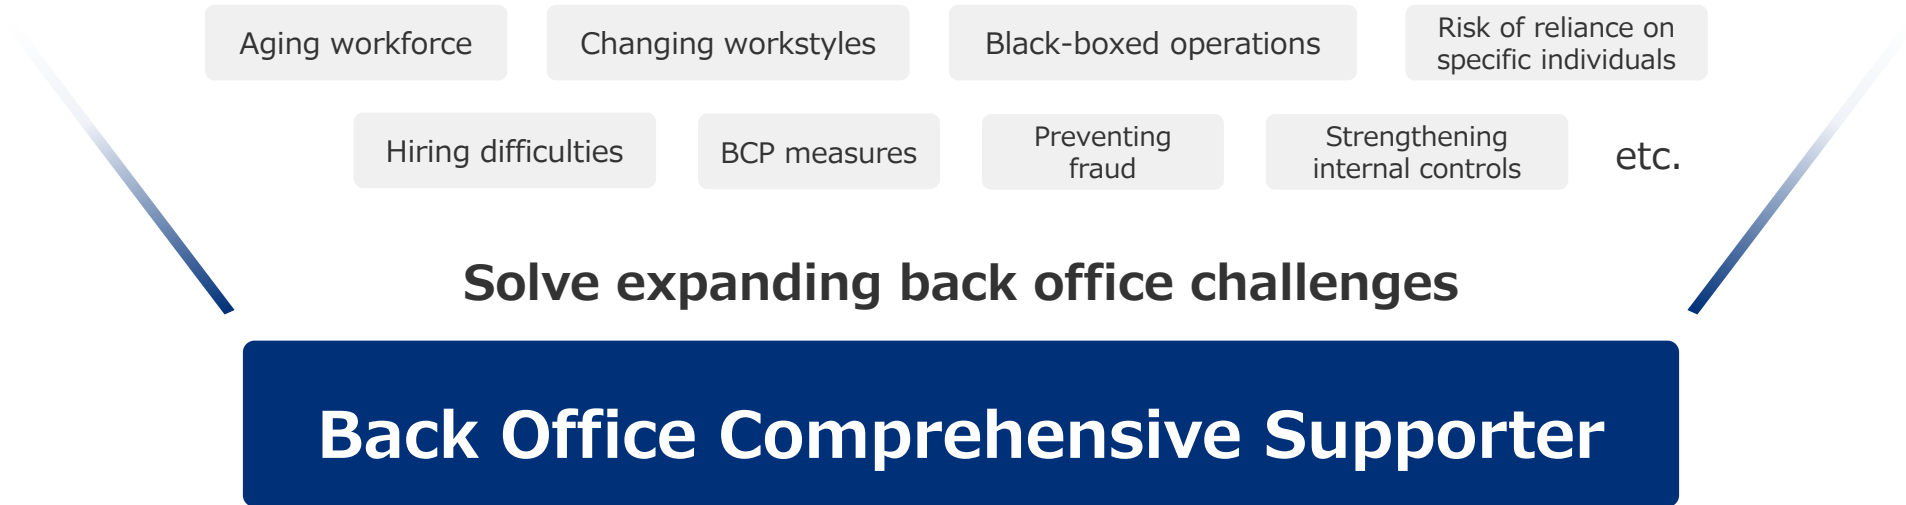 Aging workforce
Changing workstyles
Black-boxed operations
Risk of reliance on
specific individuals
Hiring difficulties
BCP measures
Preventing
fraud
Strengthening
internal controls
etc.
Solve expanding back office challenges
Back Office Comprehensive Supporter